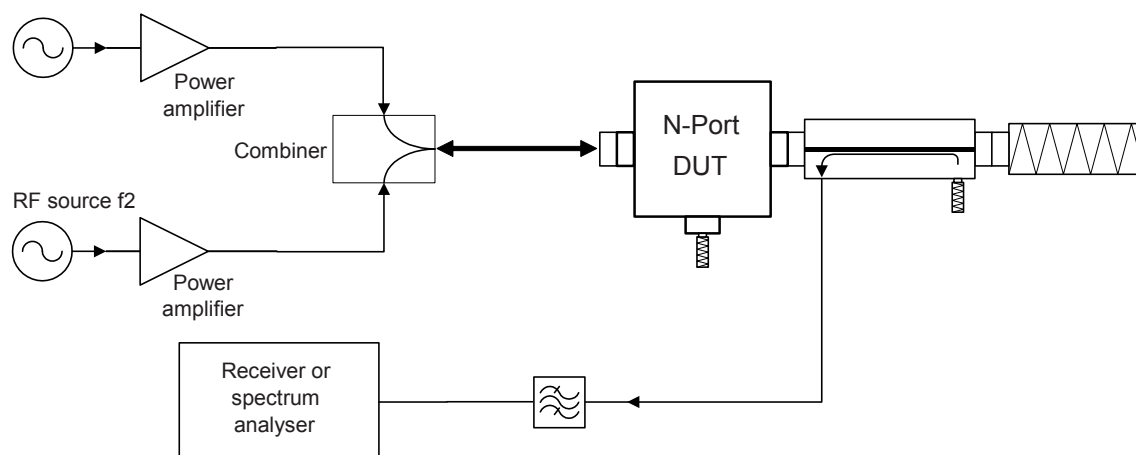 Power
amplifier
Combiner
N-Port
DUT
RF source f2
Power
amplifier
Receiver or
spectrum
analyser